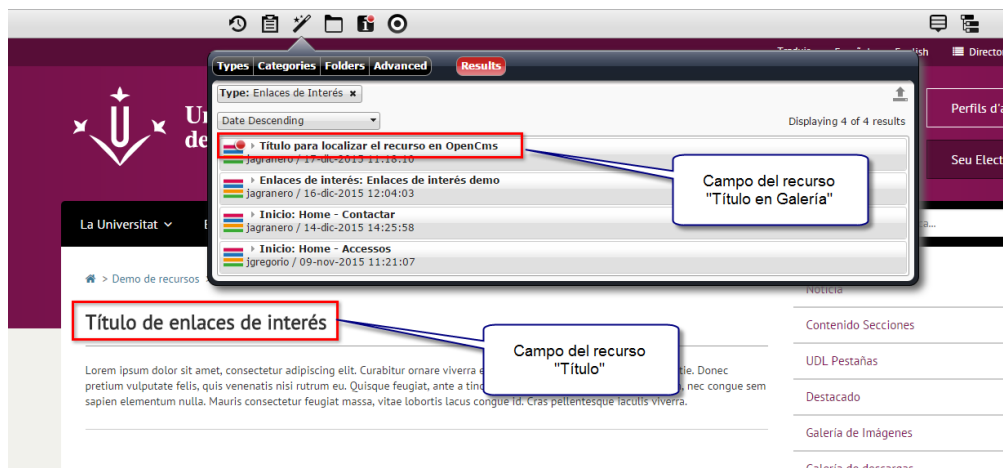 English
Directo
Types Categories Folders Advanced Results
Type: Enlaces de Interés x
Date Descending
Displaying 4 of 4 results
Título para localizar el recurso en OpenCms
jagranero / 17-dic-2015 11:18:10
Enlaces de interés: Enlaces de interés demo
jagranero / 16-dic-2015 12:04:03
Inicio: Home - Contactar
jagranero / 14-dic-2015 14:25:58
Inicio: Home - Accessos
jgregorio / 09-nov-2015 11:21:07
Campo del recurso
"Título en Galería"
Perfils d'a
Seu Elect
U
de
La Universitat
> Demo de recursos
Título de enlaces de interés
Campo del recurso
"Título"
Lorem ipsum dolor sit amet, consectetur adipiscing elit. Curabitur ornare viverra e tie. Donec
pretium vulputate felis, quis venenatis nisi rutrum eu. Quisque feugiat, ante a tinc , nec congue sem
sapien elementum nulla. Mauris consectetur feugiat massa, vitae lobortis lacus congue id. Cras pellentesque iaculis viverra.
Noticia
Contenido Secciones
UDL Pestañas
Destacado
Galería de Imágenes
Galería de descargas